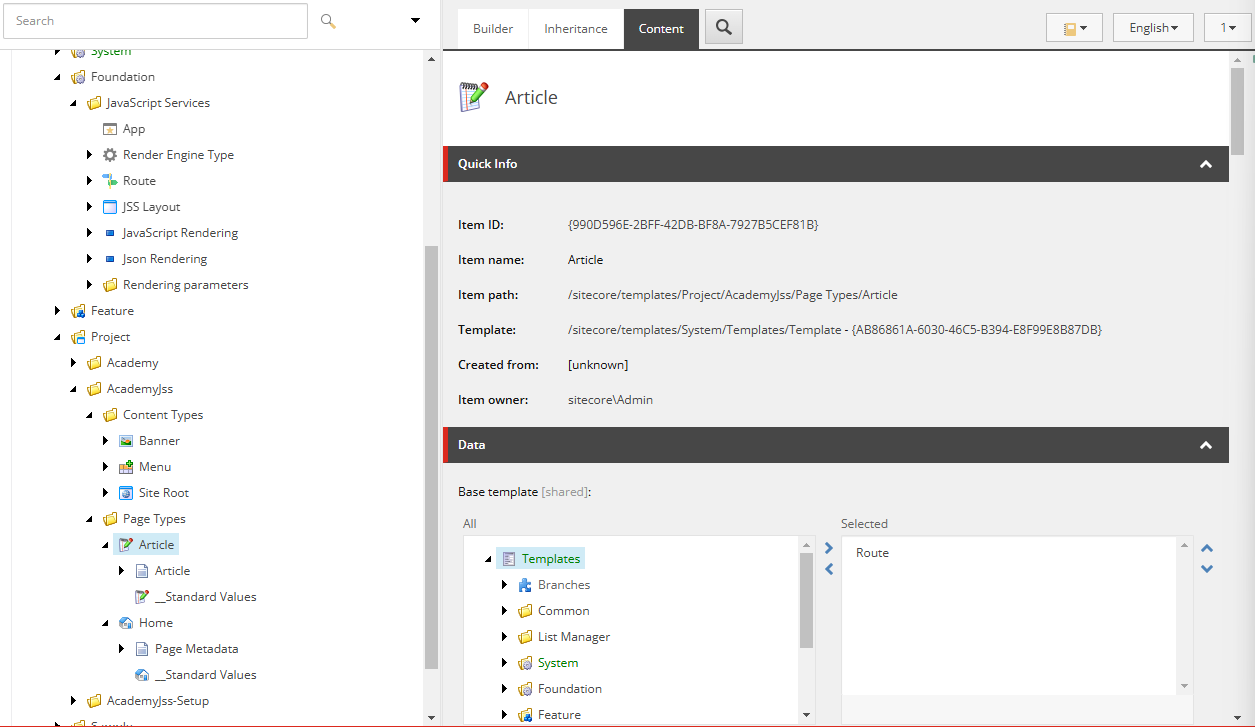 Search
System
Foundation
JavaScript Services
App
Render Engine Type
Route
JSS Layout
JavaScript Rendering
Json Rendering
Rendering parameters
Feature
Project
Academy
AcademyJss
Content Types
Banner
Menu
Site Root
Page Types
Article
Article
__Standard Values
Home
Page Metadata
__Standard Values
AcademyJss-Setup
Builder Inheritance Content English 1
Article
Quick Info
Item ID: {990D596E-2BFF-42DB-BF8A-7927B5CEF81B}
Item name: Article
Item path: /sitecore/templates/Project/AcademyJss/Page Types/Article
Template: /sitecore/templates/System/Templates/Template - {AB86861A-6030-46C5-B394-E8F99E8B87DB}
Created from: [unknown]
Item owner: sitecore\Admin
Data
Base template [shared]:
All Selected
Templates
Branches
Common
List Manager
System
Foundation
Feature
Route